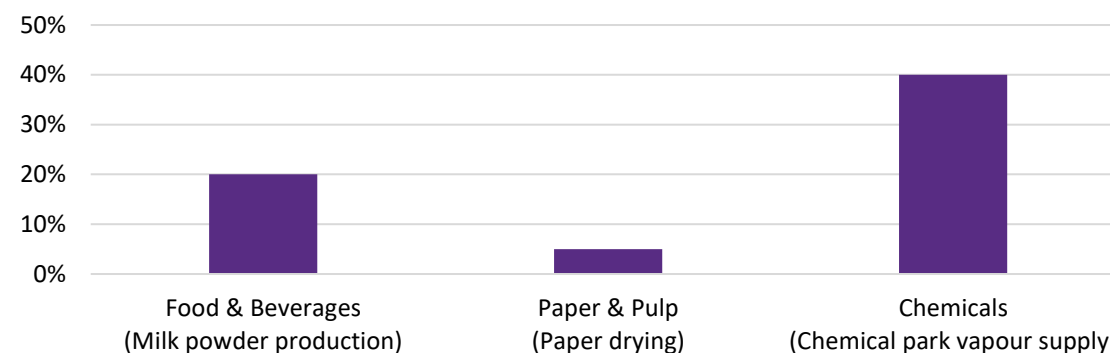 50%
40%
30%
20%
10%
0%
Food & Beverages
(Milk powder production)
Paper & Pulp
(Paper drying)
Chemicals
(Chemical park vapour supply